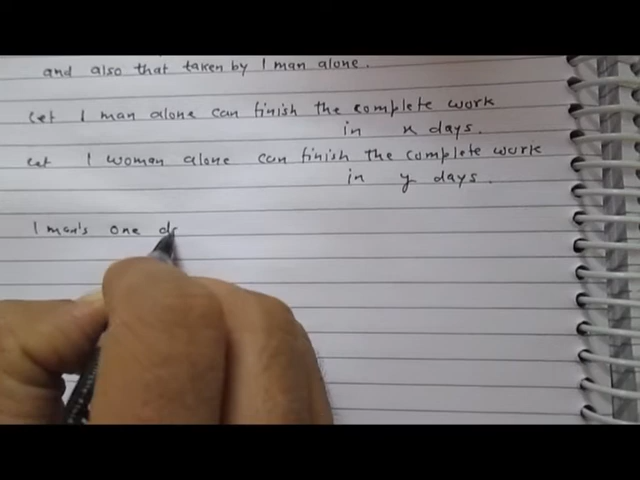 and also that taken by 1 man alone.
Let 1 man alone can finish the complete work
in x days.
Let 1 woman alone can finish the complete work
in y days.
1 man's one